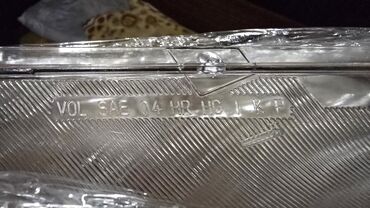 VOL SAE 04 HR HC I K P